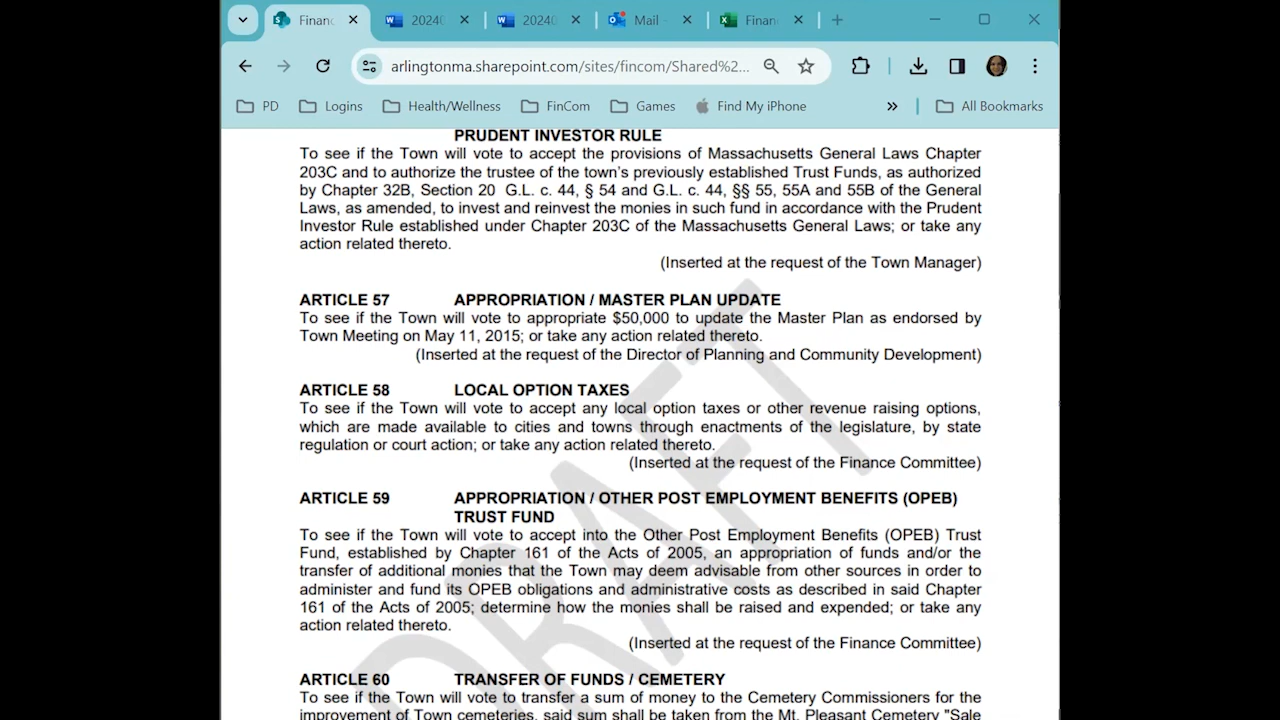 Financ
2024(
2024(
Mail -
Finan
arlingtonma.sharepoint.com/sites/fincom/Shared%2...
PD
Logins
Health/Wellness
FinCom
Games
Find My iPhone
»
All Bookmarks
PRUDENT INVESTOR RULE
To see if the Town will vote to accept the provisions of Massachusetts General Laws Chapter
203C and to authorize the trustee of the town's previously established Trust Funds, as authorized
by Chapter 32B, Section 20 G.L. c. 44, § 54 and G.L. c. 44, §§ 55, 55A and 55B of the General
Laws, as amended, to invest and reinvest the monies in such fund in accordance with the Prudent
Investor Rule established under Chapter 203C of the Massachusetts General Laws; or take any
action related thereto.
(Inserted at the request of the Town Manager)
ARTICLE 57 APPROPRIATION / MASTER PLAN UPDATE
To see if the Town will vote to appropriate $50,000 to update the Master Plan as endorsed by
Town Meeting on May 11, 2015; or take any action related thereto.
(Inserted at the request of the Director of Planning and Community Development)
ARTICLE 58 LOCAL OPTION TAXES
To see if the Town will vote to accept any local option taxes or other revenue raising options,
which are made available to cities and towns through enactments of the legislature, by state
regulation or court action; or take any action related thereto.
(Inserted at the request of the Finance Committee)
ARTICLE 59 APPROPRIATION / OTHER POST EMPLOYMENT BENEFITS (OPEB)
TRUST FUND
To see if the Town will vote to accept into the Other Post Employment Benefits (OPEB) Trust
Fund, established by Chapter 161 of the Acts of 2005, an appropriation of funds and/or the
transfer of additional monies that the Town may deem advisable from other sources in order to
administer and fund its OPEB obligations and administrative costs as described in said Chapter
161 of the Acts of 2005; determine how the monies shall be raised and expended; or take any
action related thereto.
(Inserted at the request of the Finance Committee)
ARTICLE 60 TRANSFER OF FUNDS / CEMETERY
To see if the Town will vote to transfer a sum of money to the Cemetery Commissioners for the
improvement of Town cemeteries, said sum shall be taken from the Mt. Pleasant Cemetery "Sale
DRAFT